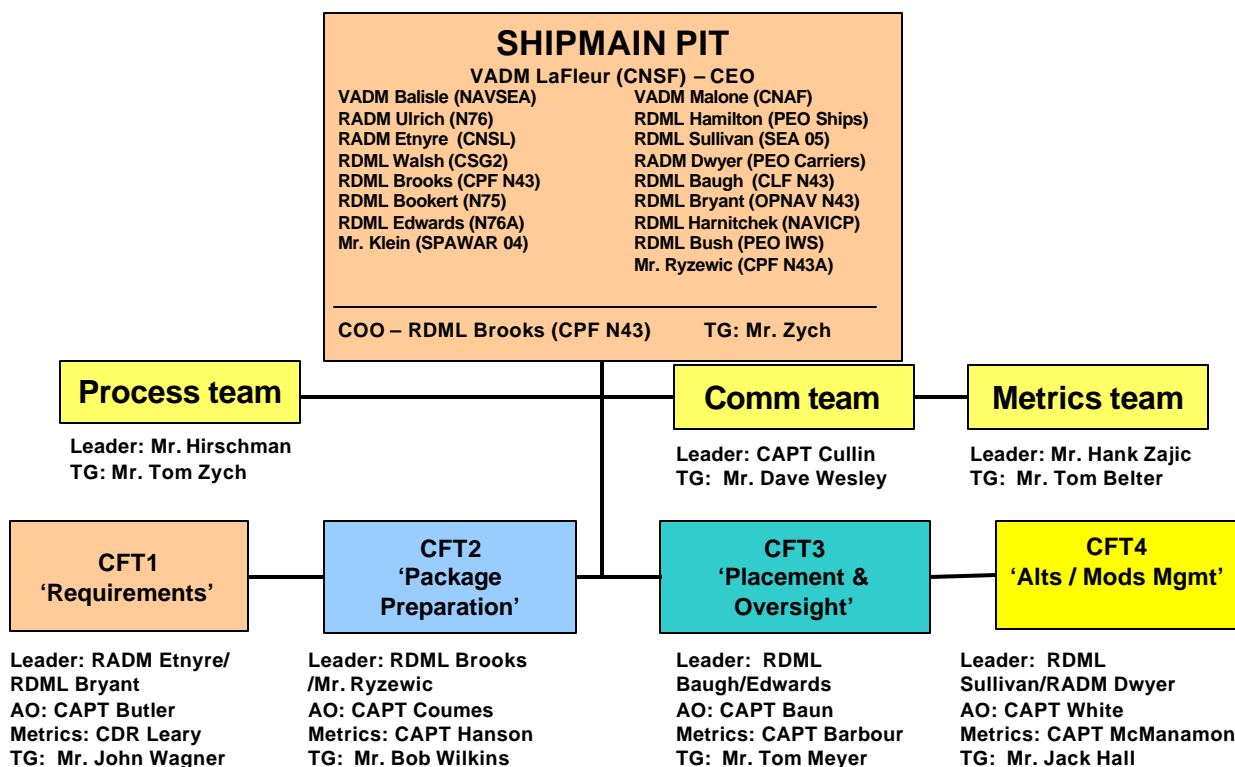 SHIPMAIN PIT
VADM LaFleur (CNSF) – CEO
VADM Balisle (NAVSEA)
RADM Ulrich (N76)
RADM Etnyre (CNSL)
RDML Walsh (CSG2)
RDML Brooks (CPF N43)
RDML Bookert (N75)
RDML Edwards (N76A)
Mr. Klein (SPAWAR 04)
VADM Malone (CNAF)
RDML Hamilton (PEO Ships)
RDML Sullivan (SEA 05)
RADM Dwyer (PEO Carriers)
RDML Baugh (CLF N43)
RDML Bryant (OPNAV N43)
RDML Harnitchek (NAVICP)
RDML Bush (PEO IWS)
Mr. Ryzewic (CPF N43A)
COO – RDML Brooks (CPF N43) TG: Mr. Zych
Process team
Leader: Mr. Hirschman
TG: Mr. Tom Zych
Comm team
Leader: CAPT Cullin
TG: Mr. Dave Wesley
Metrics team
Leader: Mr. Hank Zajic
TG: Mr. Tom Belter
CFT1
‘Requirements’
Leader: RADM Etnyre/
RDML Bryant
AO: CAPT Butler
Metrics: CDR Leary
TG: Mr. John Wagner
CFT2
‘Package
Preparation’
Leader: RDML Brooks
/Mr. Ryzewic
AO: CAPT Coumes
Metrics: CAPT Hanson
TG: Mr. Bob Wilkins
CFT3
‘Placement &
Oversight’
Leader: RDML
Baugh/Edwards
AO: CAPT Baun
Metrics: CAPT Barbour
TG: Mr. Tom Meyer
CFT4
‘Alts / Mods Mgmt’
Leader: RDML
Sullivan/RADM Dwyer
AO: CAPT White
Metrics: CAPT McManamon
TG: Mr. Jack Hall